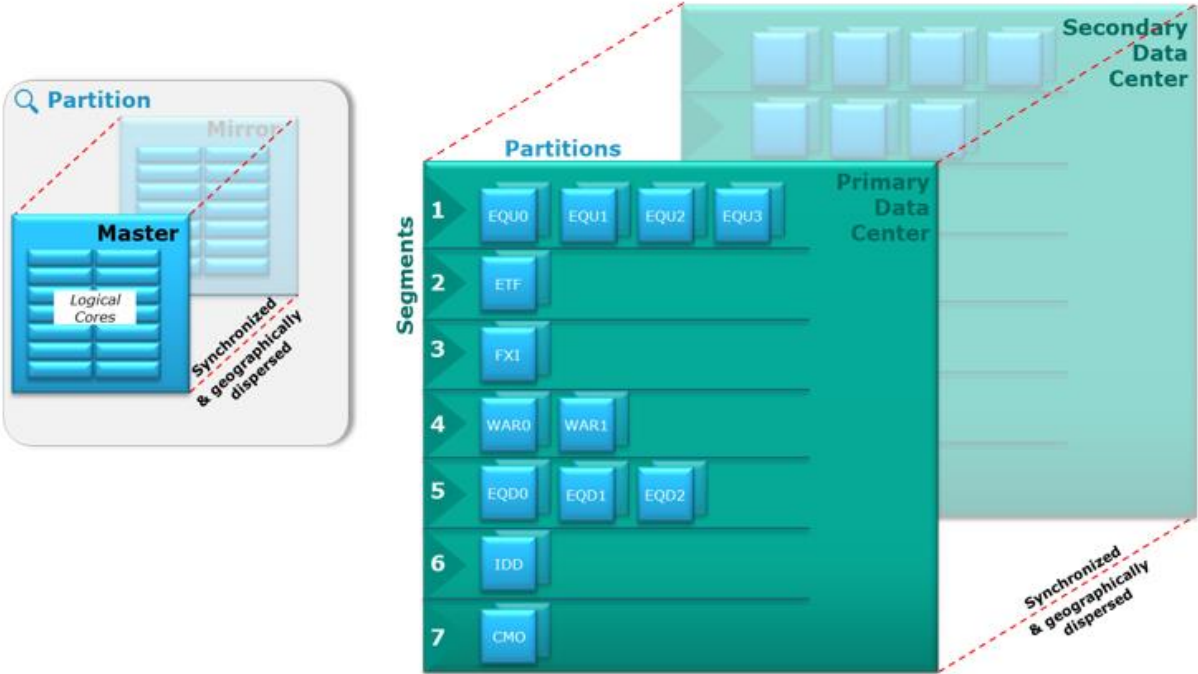 Partition
Mirror
Master
Logical
Cores
Synchronized
& geographically
dispersed
Secondary
Data
Center
Partitions
Primary
Data
Center
Segments
1
EQU0 EQU1 EQU2 EQU3
2
ETF
3
FXI
4
WAR0 WAR1
5
EQD0 EQD1 EQD2
6
IDD
7
CMO
Synchronized
& geographically
dispersed